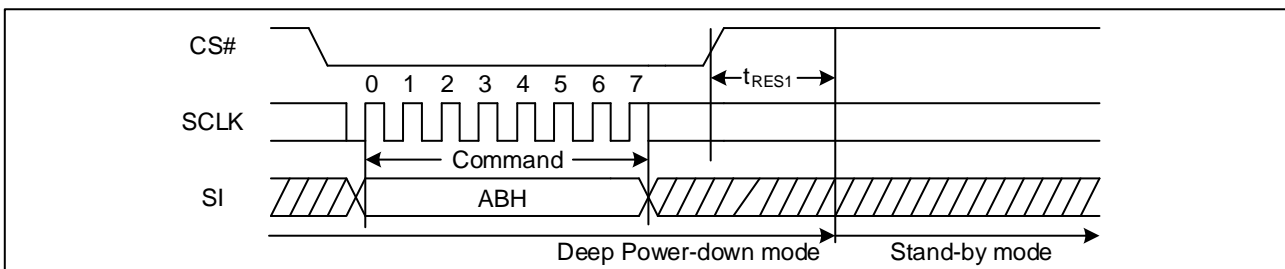 CS#
tRES1
0 1 2 3 4 5 6 7
SCLK
Command
SI
ABH
Deep Power-down mode Stand-by mode